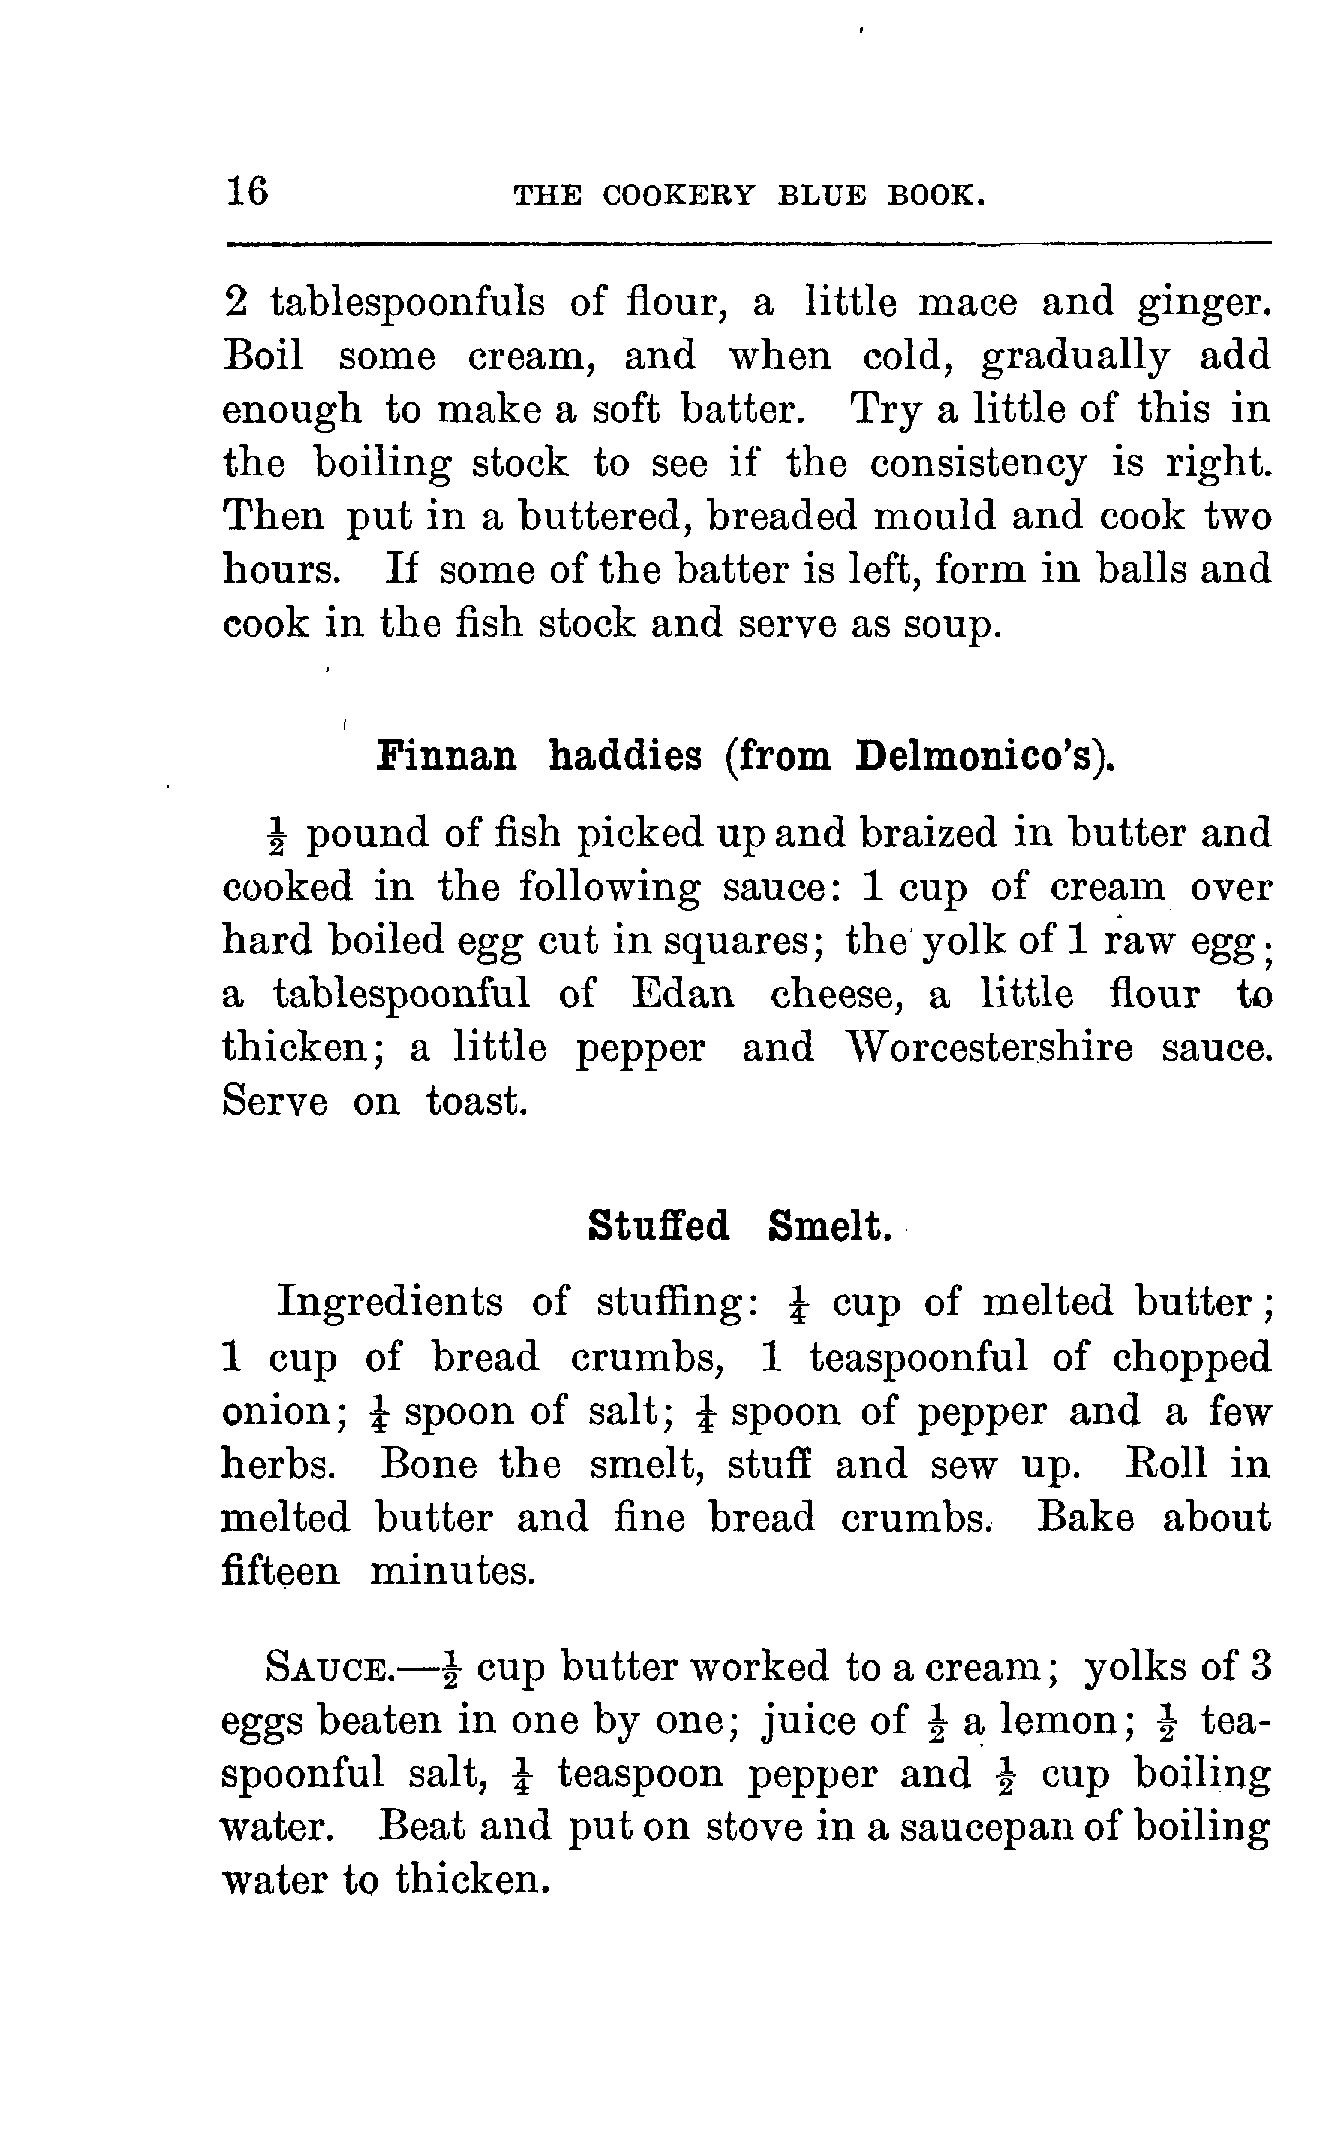 16 THE COOKERY BLUE BOOK.
2 tablespoonfuls of flour, a little mace and ginger.
Boil some cream, and when cold, gradually add
enough to make a soft batter. Try a little of this in
the boiling stock to see if the consistency is right.
Then put in a buttered, breaded mould and cook two
hours. If some of the batter is left, form in balls and
cook in the fish stock and serve as soup.
Finnan haddies (from Delmonico's).
½ pound of fish picked up and braized in butter and
cooked in the following sauce: 1 cup of cream over
hard boiled egg cut in squares; the yolk of 1 raw egg;
a tablespoonful of Edan cheese, a little flour to
thicken; a little pepper and Worcestershire sauce.
Serve on toast.
Stuffed Smelt.
Ingredients of stuffing: ¼ cup of melted butter;
1 cup of bread crumbs, 1 teaspoonful of chopped
onion; ¼ spoon of salt; ¼ spoon of pepper and a few
herbs. Bone the smelt, stuff and sew up. Roll in
melted butter and fine bread crumbs. Bake about
fifteen minutes.
SAUCE.—½ cup butter worked to a cream; yolks of 3
eggs beaten in one by one; juice of ½ a lemon; ½ tea-
spoonful salt, ¼ teaspoon pepper and ½ cup boiling
water. Beat and put on stove in a saucepan of boiling
water to thicken.